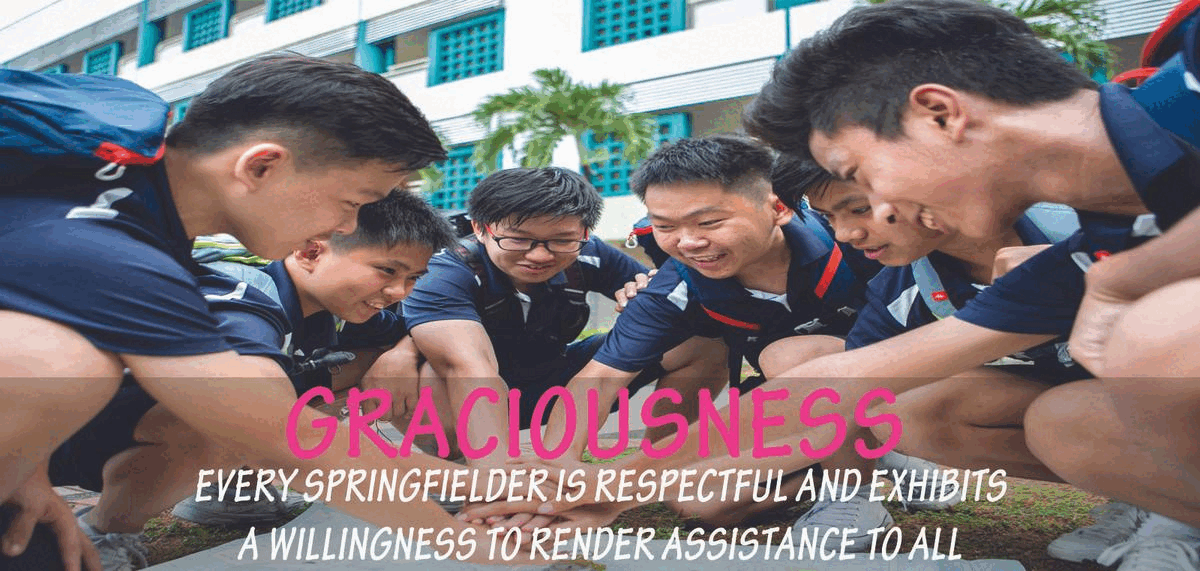 GRACIOUSNESS
EVERY SPRINGFIELDER IS RESPECTFUL AND EXHIBITS
A WILLINGNESS TO RENDER ASSISTANCE TO ALL